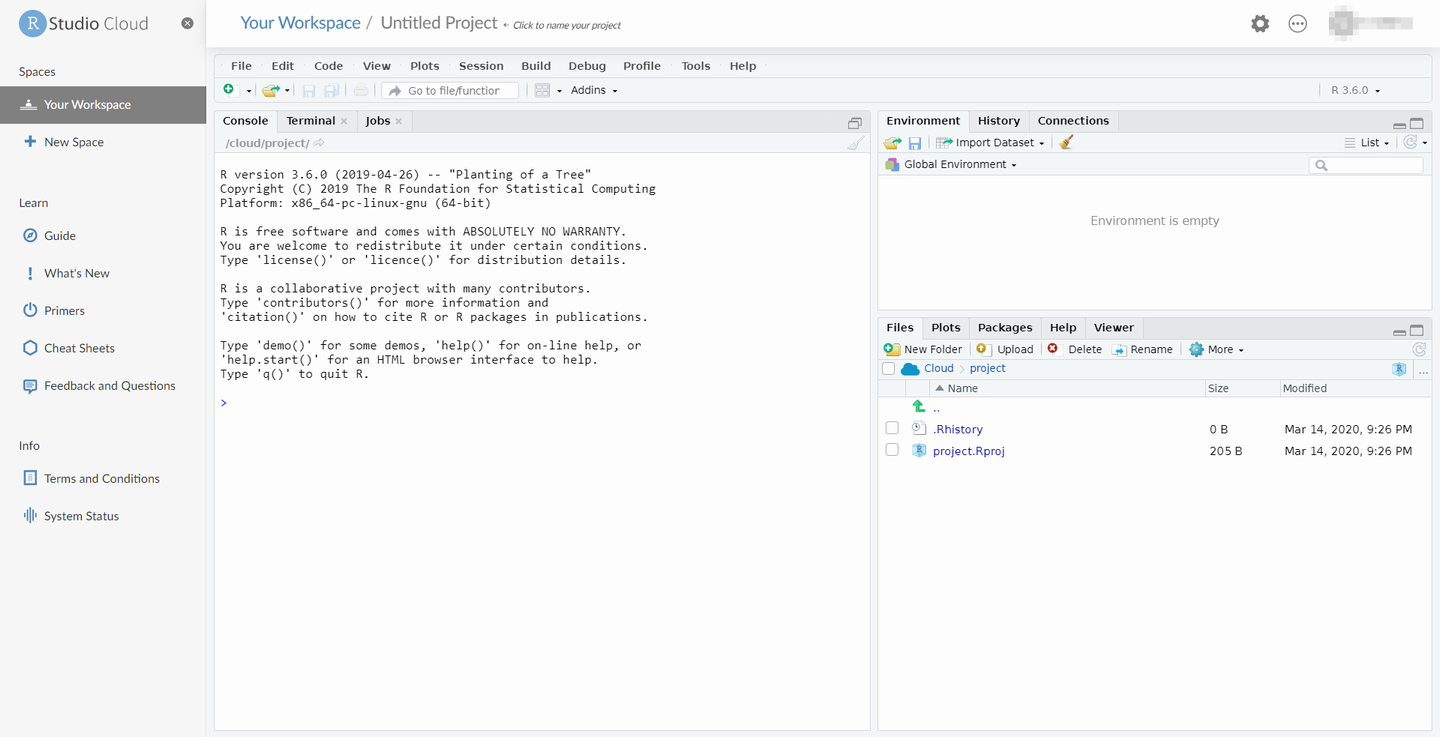 R Studio Cloud
Your Workspace / Untitled Project ← Click to name your project
Spaces
Your Workspace
New Space
Learn
Guide
What's New
Primers
Cheat Sheets
Feedback and Questions
Info
Terms and Conditions
System Status
File Edit Code View Plots Session Build Debug Profile Tools Help
Go to file/function Addins R 3.6.0
Console Terminal Jobs
/cloud/project/
R version 3.6.0 (2019-04-26) -- "Planting of a Tree"
Copyright (C) 2019 The R Foundation for Statistical Computing
Platform: x86_64-pc-linux-gnu (64-bit)
R is free software and comes with ABSOLUTELY NO WARRANTY.
You are welcome to redistribute it under certain conditions.
Type 'license()' or 'licence()' for distribution details.
R is a collaborative project with many contributors.
Type 'contributors()' for more information and
'citation()' on how to cite R or R packages in publications.
Type 'demo()' for some demos, 'help()' for on-line help, or
'help.start()' for an HTML browser interface to help.
Type 'q()' to quit R.
>
Environment History Connections
Import Dataset List
Global Environment
Environment is empty
Files Plots Packages Help Viewer
New Folder Upload Delete Rename More
Cloud > project R ...
Name Size Modified
..
.Rhistory 0 B Mar 14, 2020, 9:26 PM
project.Rproj 205 B Mar 14, 2020, 9:26 PM